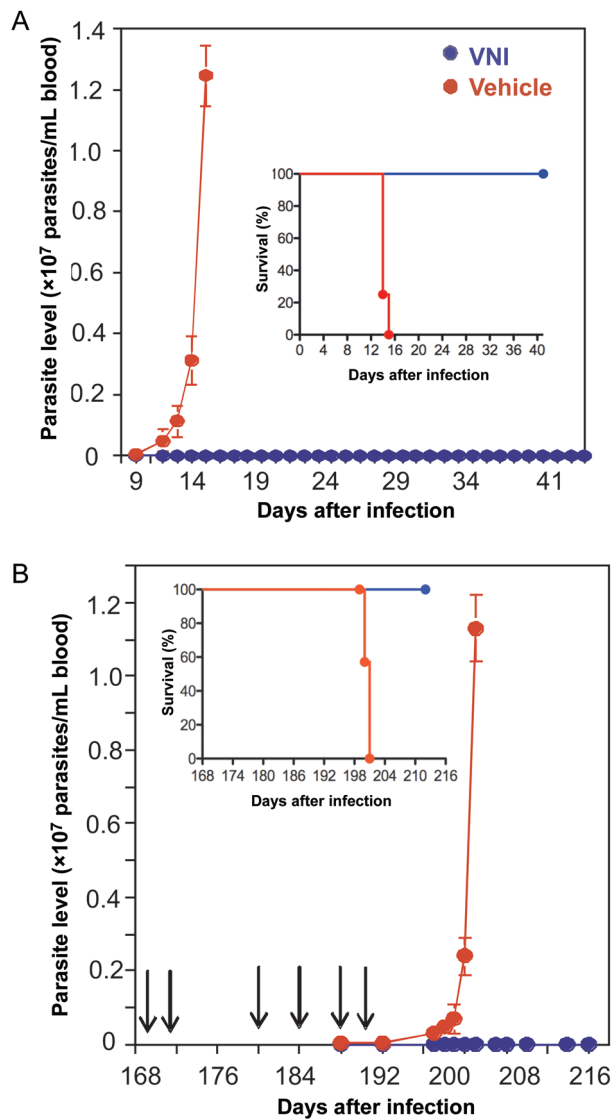 A
1.4
1.2
1.0
0.8
0.6
0.4
0.2
0
Parasite level (×10⁷ parasites/mL blood)
VNI
Vehicle
100
80
60
40
20
0
Survival (%)
0 4 8 12 16 20 24 28 32 36 40
Days after infection
9 14 19 24 29 34 41
Days after infection
B
1.2
1.0
0.8
0.6
0.4
0.2
0
Parasite level (×10⁷ parasites/mL blood)
100
80
60
40
20
0
Survival (%)
168 174 180 186 192 198 204 210 216
Days after infection
168 176 184 192 200 208 216
Days after infection